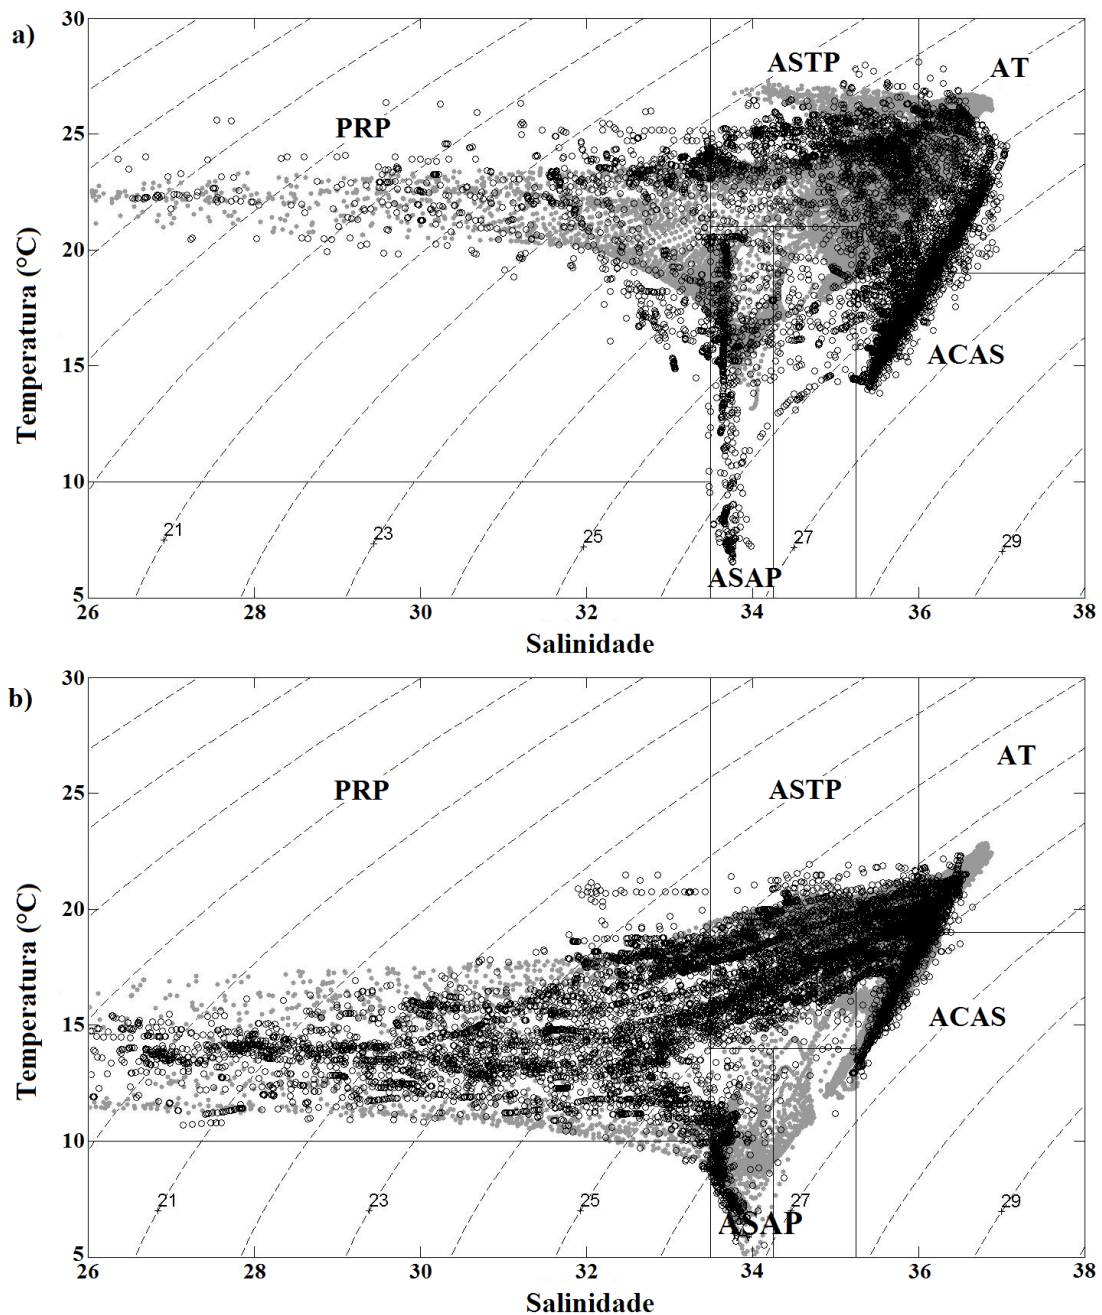 a)
30
ASTP
AT
PRP
25
20
Temperatura (°C)
15
ACAS
10
21
23
25
27
29
ASAP
5
26
28
30
32
34
36
38
Salinidade
b)
30
AT
PRP
ASTP
25
20
Temperatura (°C)
15
ACAS
10
21
23
25
27
29
ASAP
5
26
28
30
32
34
36
38
Salinidade